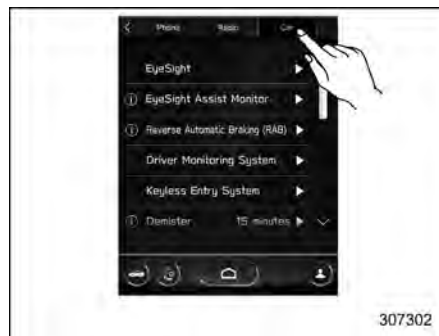 Phone Radio Car
EyeSight
EyeSight Assist Monitor
Reverse Automatic Braking (RAB)
Driver Monitoring System
Keyless Entry System
Demister 15 minutes
307302